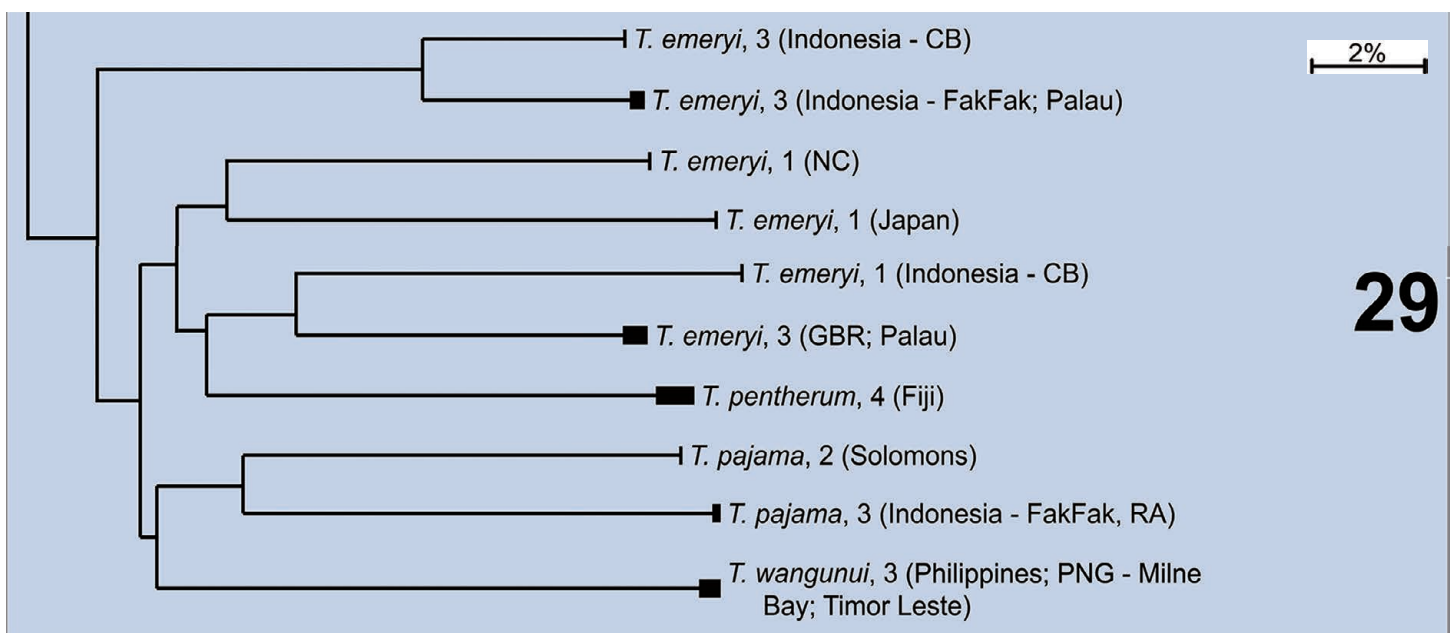 T. emeryi, 3 (Indonesia - CB)
2%
T. emeryi, 3 (Indonesia - FakFak; Palau)
T. emeryi, 1 (NC)
T. emeryi, 1 (Japan)
T. emeryi, 1 (Indonesia - CB)
29
T. emeryi, 3 (GBR; Palau)
T. pentherum, 4 (Fiji)
T. pajama, 2 (Solomons)
T. pajama, 3 (Indonesia - FakFak, RA)
T. wangunui, 3 (Philippines; PNG - Milne
Bay; Timor Leste)